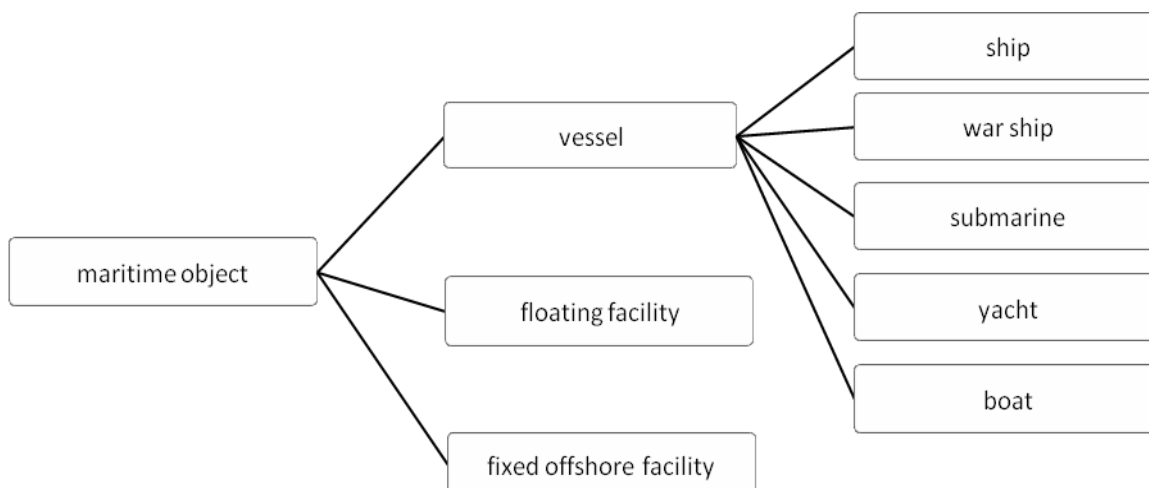 maritime object
vessel
floating facility
fixed offshore facility
ship
war ship
submarine
yacht
boat